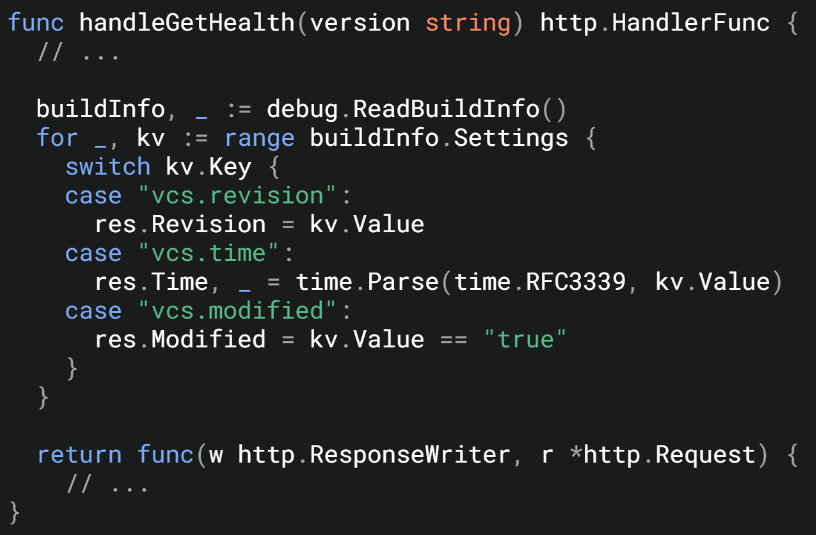 func handleGetHealth(version string) http.HandlerFunc {
  // ...

  buildInfo, _ := debug.ReadBuildInfo()
  for _, kv := range buildInfo.Settings {
    switch kv.Key {
    case "vcs.revision":
      res.Revision = kv.Value
    case "vcs.time":
      res.Time, _ = time.Parse(time.RFC3339, kv.Value)
    case "vcs.modified":
      res.Modified = kv.Value == "true"
    }
  }

  return func(w http.ResponseWriter, r *http.Request) {
    // ...
}